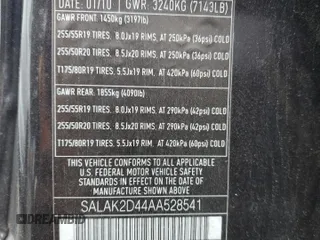 DATE: 01/10 GWR: 3240KG (7143LB)
GAWR FRONT: 1450kg (3197lb)
255/55R19 TIRES. 8.0Jx19 RIMS, AT 250kPa (36psi) COLD
255/50R20 TIRES. 8.5Jx20 RIMS, AT 250kPa (36psi) COLD
T175/80R19 TIRES. 5.5Jx19 RIM, AT 420kPa (60psi) COLD
GAWR REAR: 1855kg (4090lb)
255/55R19 TIRES. 8.0Jx19 RIMS, AT 290kPa (42psi) COLD
255/50R20 TIRES. 8.5Jx20 RIMS, AT 290kPa (42psi) COLD
T175/80R19 TIRES. 5.5Jx19 RIM, AT 420kPa (60psi) COLD
THIS VEHICLE CONFORMS TO ALL APPLICABLE
U.S. FEDERAL MOTOR VEHICLE SAFETY
STANDARDS IN EFFECT ON THE DATE OF
MANUFACTURE SHOWN ABOVE
SALAK2D44AA528541